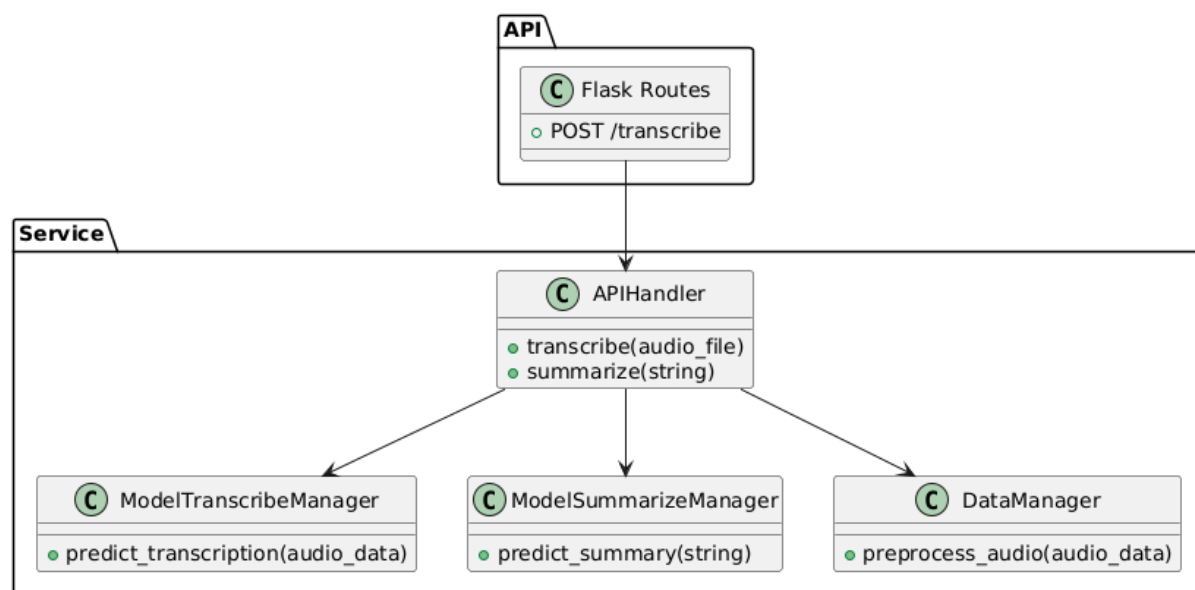 API
C Flask Routes
POST /transcribe
Service
C APIHandler
transcribe(audio_file)
summarize(string)
C ModelTranscribeManager
predict_transcription(audio_data)
C ModelSummarizeManager
predict_summary(string)
C DataManager
preprocess_audio(audio_data)